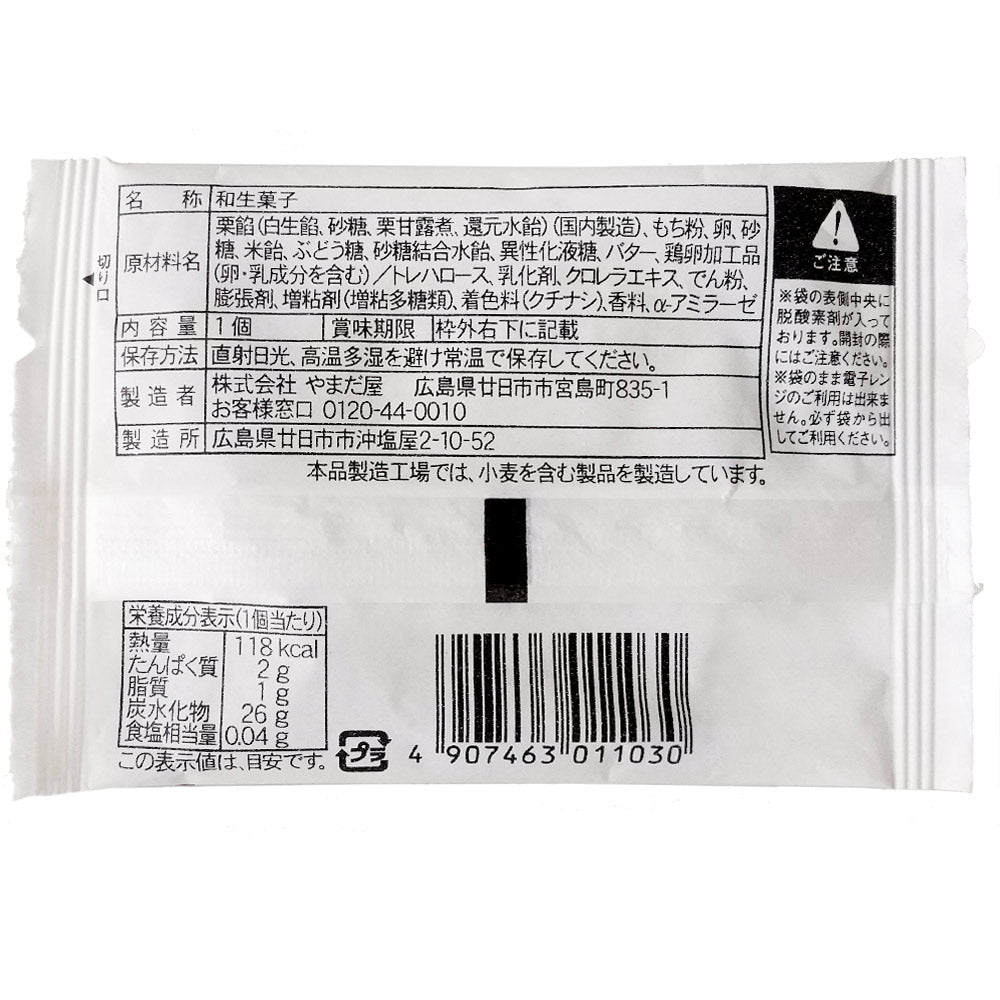 名 称 和生菓子
原材料名 栗餡(白生餡、砂糖、栗甘露煮、還元水飴)(国内製造)、もち粉、卵、砂
糖、米飴、ぶどう糖、砂糖結合水飴、異性化液糖、バター、鶏卵加工品
(卵・乳成分を含む)/トレハロース、乳化剤、クロレラエキス、でん粉、
膨張剤、増粘剤(増粘多糖類)、着色料(クチナシ)、香料、α-アミラーゼ
内容量 1個 賞味期限 枠外右下に記載
保存方法 直射日光、高温多湿を避け常温で保存してください。
製造者 株式会社 やまだ屋 広島県廿日市市宮島町835-1
お客様窓口 0120-44-0010
製造所 広島県廿日市市沖塩屋2-10-52
本品製造工場では、小麦を含む製品を製造しています。
切り口
ご注意
※袋の表側中央に
脱酸素剤が入って
おります。開封の際
にはご注意ください。
※袋のまま電子レン
ジのご利用は出来ま
せん。必ず袋から出
してご利用ください。
栄養成分表示(1個当たり)
熱量 118kcal
たんぱく質 2g
脂質 1g
炭水化物 26g
食塩相当量 0.04g
この表示値は、目安です。
プラ
4 907463 011030